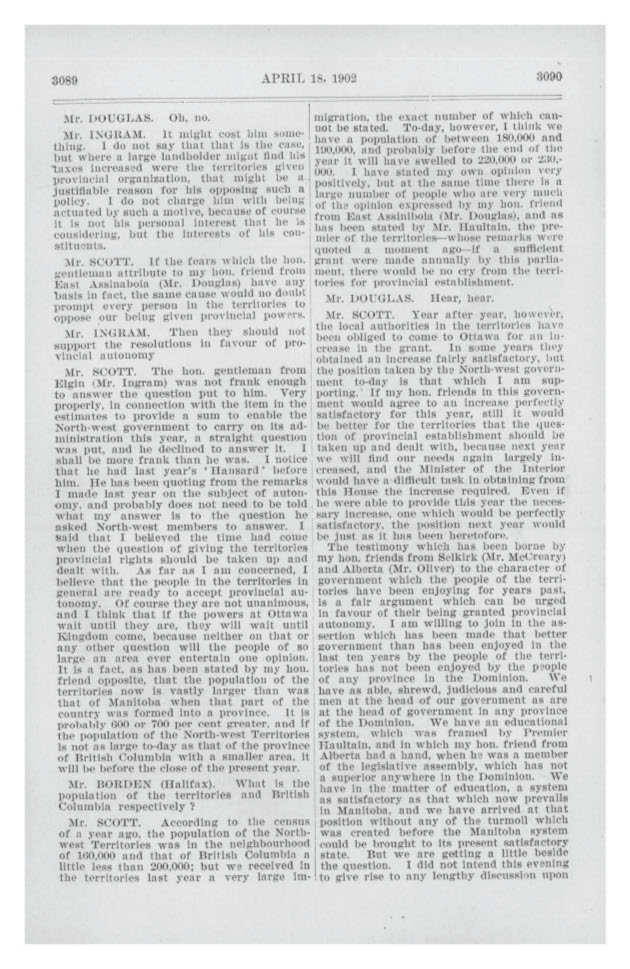 3089
APRIL 18, 1902
3090
Mr. DOUGLAS. Oh, no.
Mr. INGRAM. It might cost him some-
thing. I do not say that that is the case,
but where a large landholder might find his
taxes increased were the territories given
provincial organization, that might be a
justifiable reason for his opposing such a
policy. I do not charge him with being
actuated by such a motive, because of course
it is not his personal interest that he is
considering, but the interests of his con-
stituents.
Mr. SCOTT. If the fears which the hon.
gentleman attribute to my hon. friend from
East Assinaboia (Mr. Douglas) have any
basis in fact, the same cause would no doubt
prompt every person in the territories to
oppose our being given provincial powers.
Mr. INGRAM. Then they should not
support the resolutions in favour of pro-
vincial autonomy
Mr. SCOTT. The hon. gentleman from
Elgin (Mr. Ingram) was not frank enough
to answer the question put to him. Very
properly, in connection with the item in the
estimates to provide a sum to enable the
North-west government to carry on its ad-
ministration this year, a straight question
was put, and he declined to answer it. I
shall be more frank than he was. I notice
that he had last year's 'Hansard' before
him. He has been quoting from the remarks
I made last year on the subject of auton-
omy, and probably does not need to be told
what my answer is to the question he
asked North-west members to answer. I
said that I believed the time had come
when the question of giving the territories
provincial rights should be taken up and
dealt with. As far as I am concerned, I
believe that the people in the territories in
general are ready to accept provincial au-
tonomy. Of course they are not unanimous,
and I think that if the powers at Ottawa
wait until they are, they will wait until
Kingdom come, because neither on that or
any other question will the people of so
large an area ever entertain one opinion.
It is a fact, as has been stated by my hon.
friend opposite, that the population of the
territories now is vastly larger than was
that of Manitoba when that part of the
country was formed into a province. It is
probably 600 or 700 per cent greater, and if
the population of the North-west Territories
is not as large to-day as that of the province
of British Columbia with a smaller area, it
will be before the close of the present year.
Mr. BORDEN (Halifax). What is the
population of the territories and British
Columbia respectively ?
Mr. SCOTT. According to the census
of a year ago, the population of the North-
west Territories was in the neighbourhood
of 160,000 and that of British Columbia a
little less than 200,000; but we received in
the territories last year a very large im-
migration, the exact number of which can-
not be stated. To-day, however, I think we
have a population of between 180,000 and
190,000, and probably before the end of the
year it will have swelled to 220,000 or 230,-
000. I have stated my own opinion very
positively, but at the same time there is a
large number of people who are very much
of the opinion expressed by my hon. friend
from East Assiniboia (Mr. Douglas), and as
has been stated by Mr. Haultain, the pre-
mier of the territories—whose remarks were
quoted a moment ago—if a sufficient
grant were made annually by this parlia-
ment, there would be no cry from the terri-
tories for provincial establishment.
Mr. DOUGLAS. Hear, hear.
Mr. SCOTT. Year after year, however,
the local authorities in the territories have
been obliged to come to Ottawa for an in-
crease in the grant. In some years they
obtained an increase fairly satisfactory, but
the position taken by the North-west govern-
ment to-day is that which I am sup-
porting. If my hon. friends in this govern-
ment would agree to an increase perfectly
satisfactory for this year, still it would
be better for the territories that the ques-
tion of provincial establishment should be
taken up and dealt with, because next year
we will find our needs again largely in-
creased, and the Minister of the Interior
would have a difficult task in obtaining from
this House the increase required. Even if
he were able to provide this year the neces-
sary increase, one which would be perfectly
satisfactory, the position next year would
be just as it has been heretofore.
The testimony which has been borne by
my hon. friends from Selkirk (Mr. McCreary)
and Alberta (Mr. Oliver) to the character of
government which the people of the terri-
tories have been enjoying for years past,
is a fair argument which can be urged
in favour of their being granted provincial
autonomy. I am willing to join in the as-
sertion which has been made that better
government than has been enjoyed in the
last ten years by the people of the terri-
tories has not been enjoyed by the people
of any province in the Dominion. We
have as able, shrewd, judicious and careful
men at the head of our government as are
at the head of government in any province
of the Dominion. We have an educational
system, which was framed by Premier
Haultain, and in which my hon. friend from
Alberta had a hand, when he was a member
of the legislative assembly, which has not
a superior anywhere in the Dominion. We
have in the matter of education, a system
as satisfactory as that which now prevails
in Manitoba, and we have arrived at that
position without any of the turmoil which
was created before the Manitoba system
could be brought to its present satisfactory
state. But we are getting a little beside
the question. I did not intend this evening
to give rise to any lengthy discussion upon